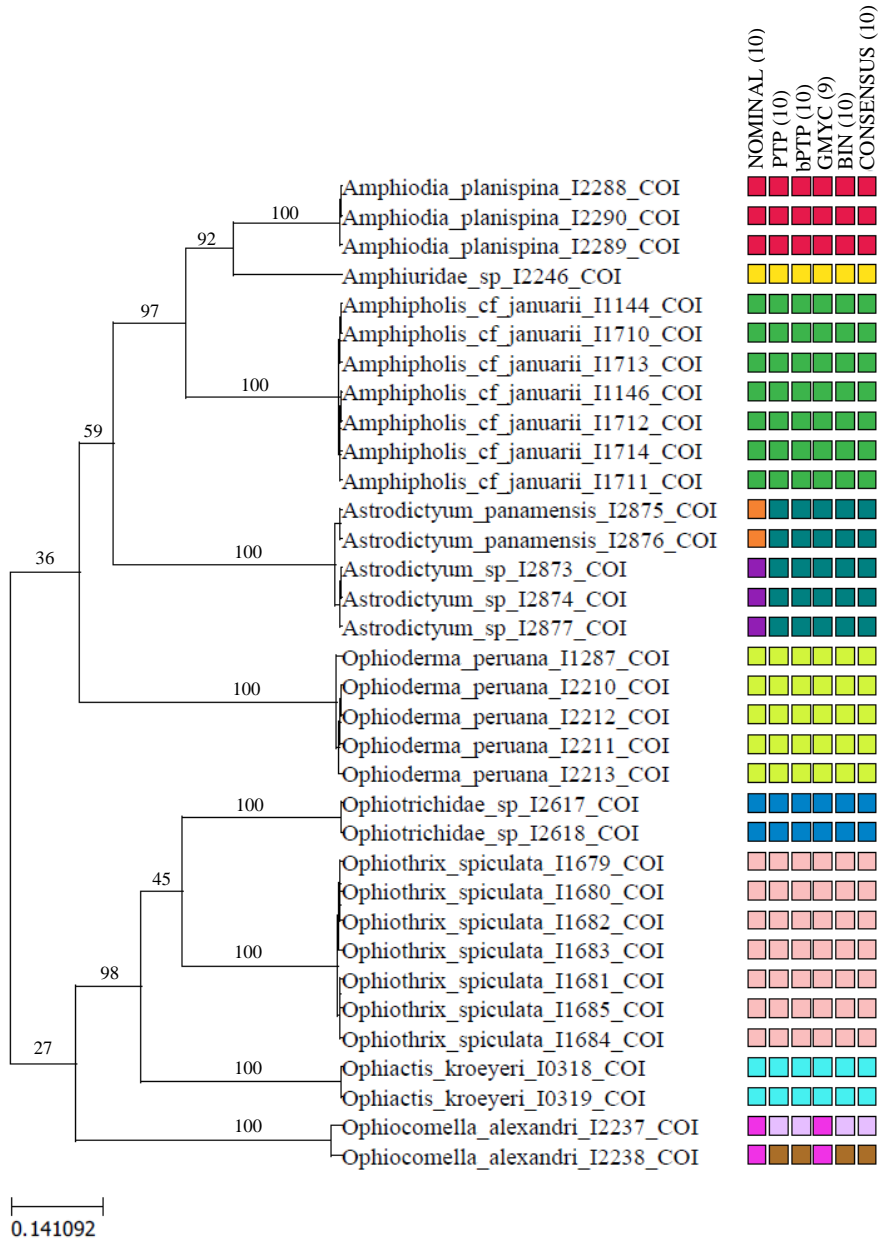 NOMINAL (10)
PTP (10)
bPTP (10)
GMYC (9)
BIN (10)
CONSENSUS (10)
Amphiodia_planispina_I2288_COI
100
Amphiodia_planispina_I2290_COI
92
Amphiodia_planispina_I2289_COI
Amphiuridae_sp_I2246_COI
97
Amphipholis_cf_januarii_I1144_COI
Amphipholis_cf_januarii_I1710_COI
Amphipholis_cf_januarii_I1713_COI
100
Amphipholis_cf_januarii_I1146_COI
Amphipholis_cf_januarii_I1712_COI
59
Amphipholis_cf_januarii_I1714_COI
Amphipholis_cf_januarii_I1711_COI
Astrodictyum_panamensis_I2875_COI
Astrodictyum_panamensis_I2876_COI
36
100
Astrodictyum_sp_I2873_COI
Astrodictyum_sp_I2874_COI
Astrodictyum_sp_I2877_COI
Ophioderma_peruana_I1287_COI
100
Ophioderma_peruana_I2210_COI
Ophioderma_peruana_I2212_COI
Ophioderma_peruana_I2211_COI
Ophioderma_peruana_I2213_COI
100
Ophiotrichidae_sp_I2617_COI
Ophiotrichidae_sp_I2618_COI
Ophiothrix_spiculata_I1679_COI
45
Ophiothrix_spiculata_I1680_COI
Ophiothrix_spiculata_I1682_COI
100
Ophiothrix_spiculata_I1683_COI
98
Ophiothrix_spiculata_I1681_COI
Ophiothrix_spiculata_I1685_COI
27
Ophiothrix_spiculata_I1684_COI
100
Ophiactis_kroeyeri_I0318_COI
Ophiactis_kroeyeri_I0319_COI
100
Ophiocomella_alexandri_I2237_COI
Ophiocomella_alexandri_I2238_COI
0.141092